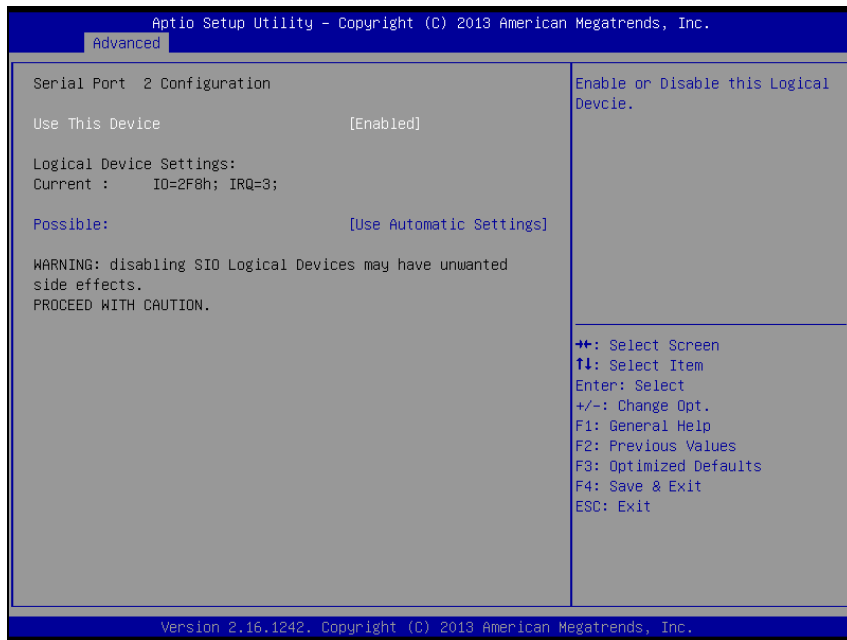 Aptio Setup Utility – Copyright (C) 2013 American Megatrends, Inc.
Advanced
Serial Port 2 Configuration
Use This Device [Enabled]
Logical Device Settings:
Current : IO=2F8h; IRQ=3;
Possible: [Use Automatic Settings]
WARNING: disabling SIO Logical Devices may have unwanted
side effects.
PROCEED WITH CAUTION.
Enable or Disable this Logical
Devcie.
→←: Select Screen
↑↓: Select Item
Enter: Select
+/-: Change Opt.
F1: General Help
F2: Previous Values
F3: Optimized Defaults
F4: Save & Exit
ESC: Exit
Version 2.16.1242. Copyright (C) 2013 American Megatrends, Inc.